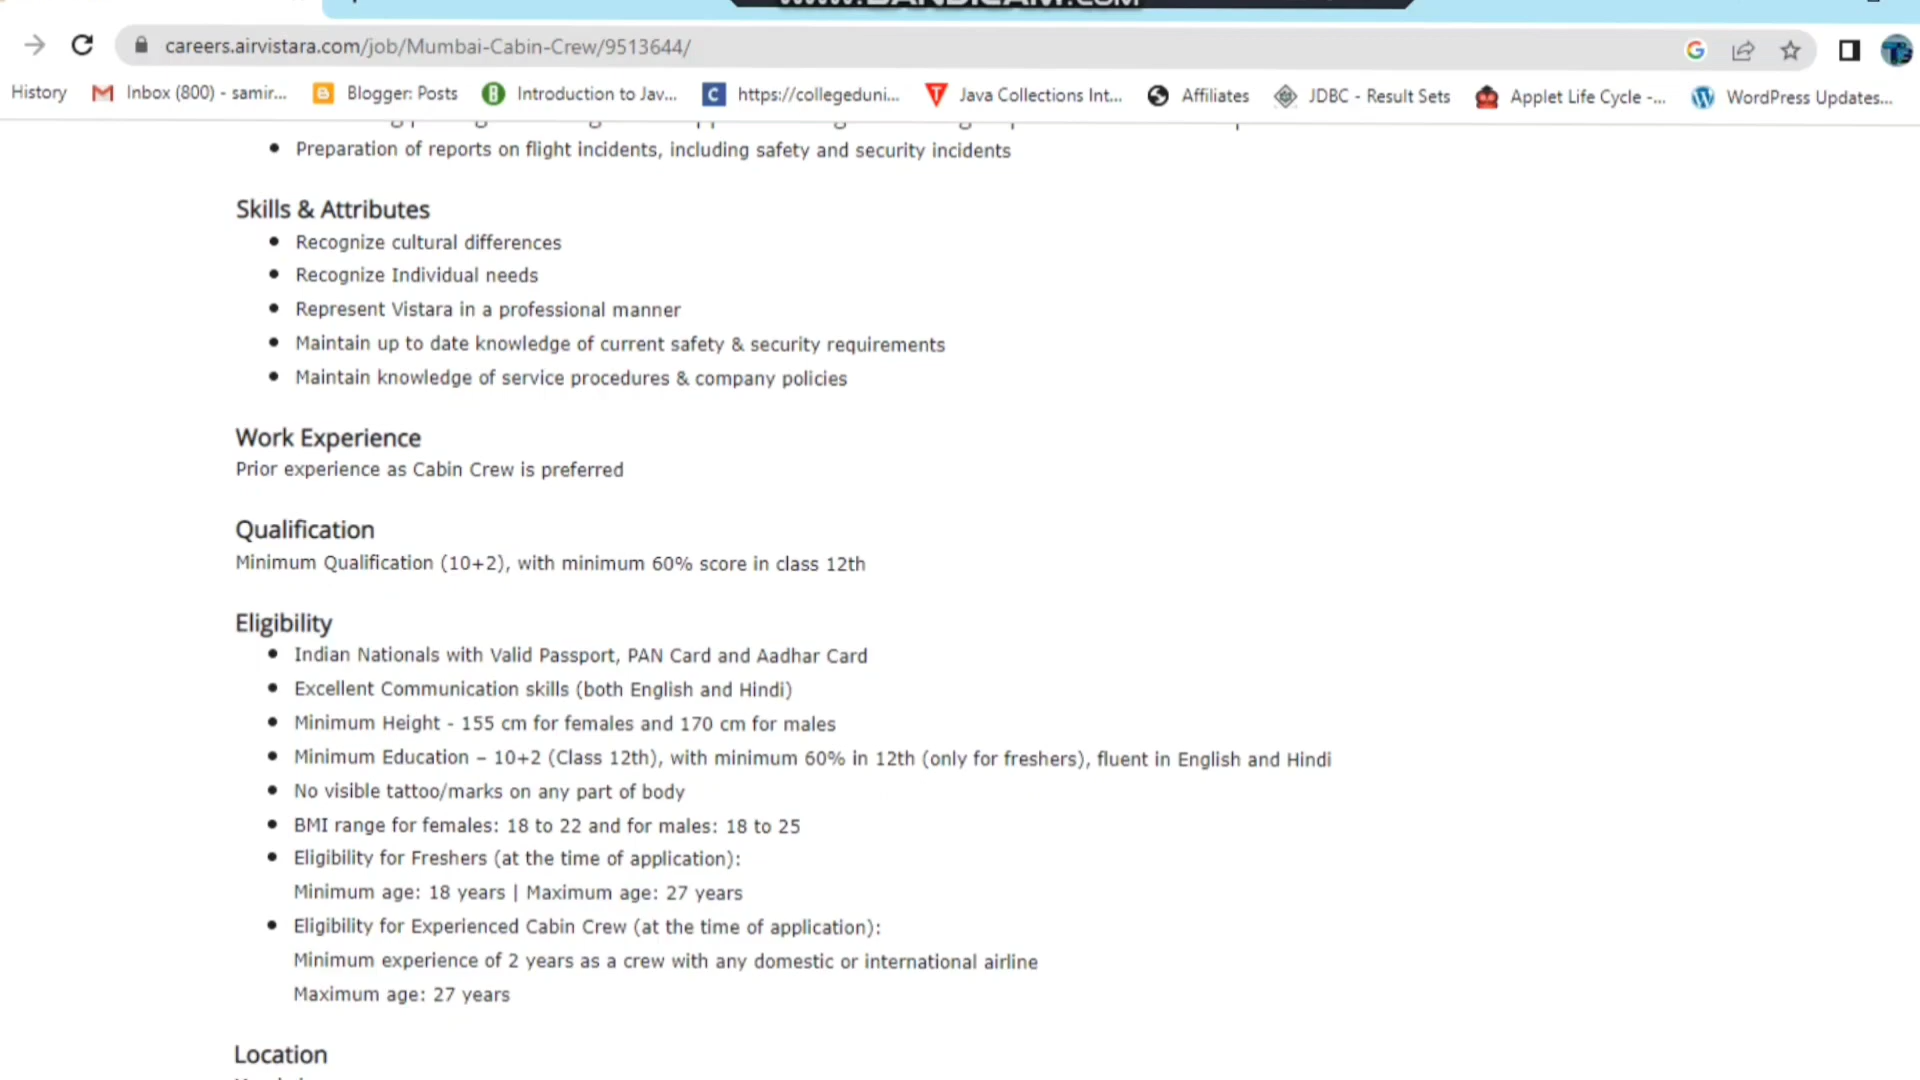 www.BANDICAM.com
careers.airvistara.com/job/Mumbai-Cabin-Crew/9513644/
History Inbox (800) - samir... Blogger: Posts Introduction to Jav... https://collegeduni... Java Collections Int... Affiliates JDBC - Result Sets Applet Life Cycle -... WordPress Updates...
• Preparation of reports on flight incidents, including safety and security incidents
Skills & Attributes
• Recognize cultural differences
• Recognize Individual needs
• Represent Vistara in a professional manner
• Maintain up to date knowledge of current safety & security requirements
• Maintain knowledge of service procedures & company policies
Work Experience
Prior experience as Cabin Crew is preferred
Qualification
Minimum Qualification (10+2), with minimum 60% score in class 12th
Eligibility
• Indian Nationals with Valid Passport, PAN Card and Aadhar Card
• Excellent Communication skills (both English and Hindi)
• Minimum Height - 155 cm for females and 170 cm for males
• Minimum Education – 10+2 (Class 12th), with minimum 60% in 12th (only for freshers), fluent in English and Hindi
• No visible tattoo/marks on any part of body
• BMI range for females: 18 to 22 and for males: 18 to 25
• Eligibility for Freshers (at the time of application):
Minimum age: 18 years | Maximum age: 27 years
• Eligibility for Experienced Cabin Crew (at the time of application):
Minimum experience of 2 years as a crew with any domestic or international airline
Maximum age: 27 years
Location